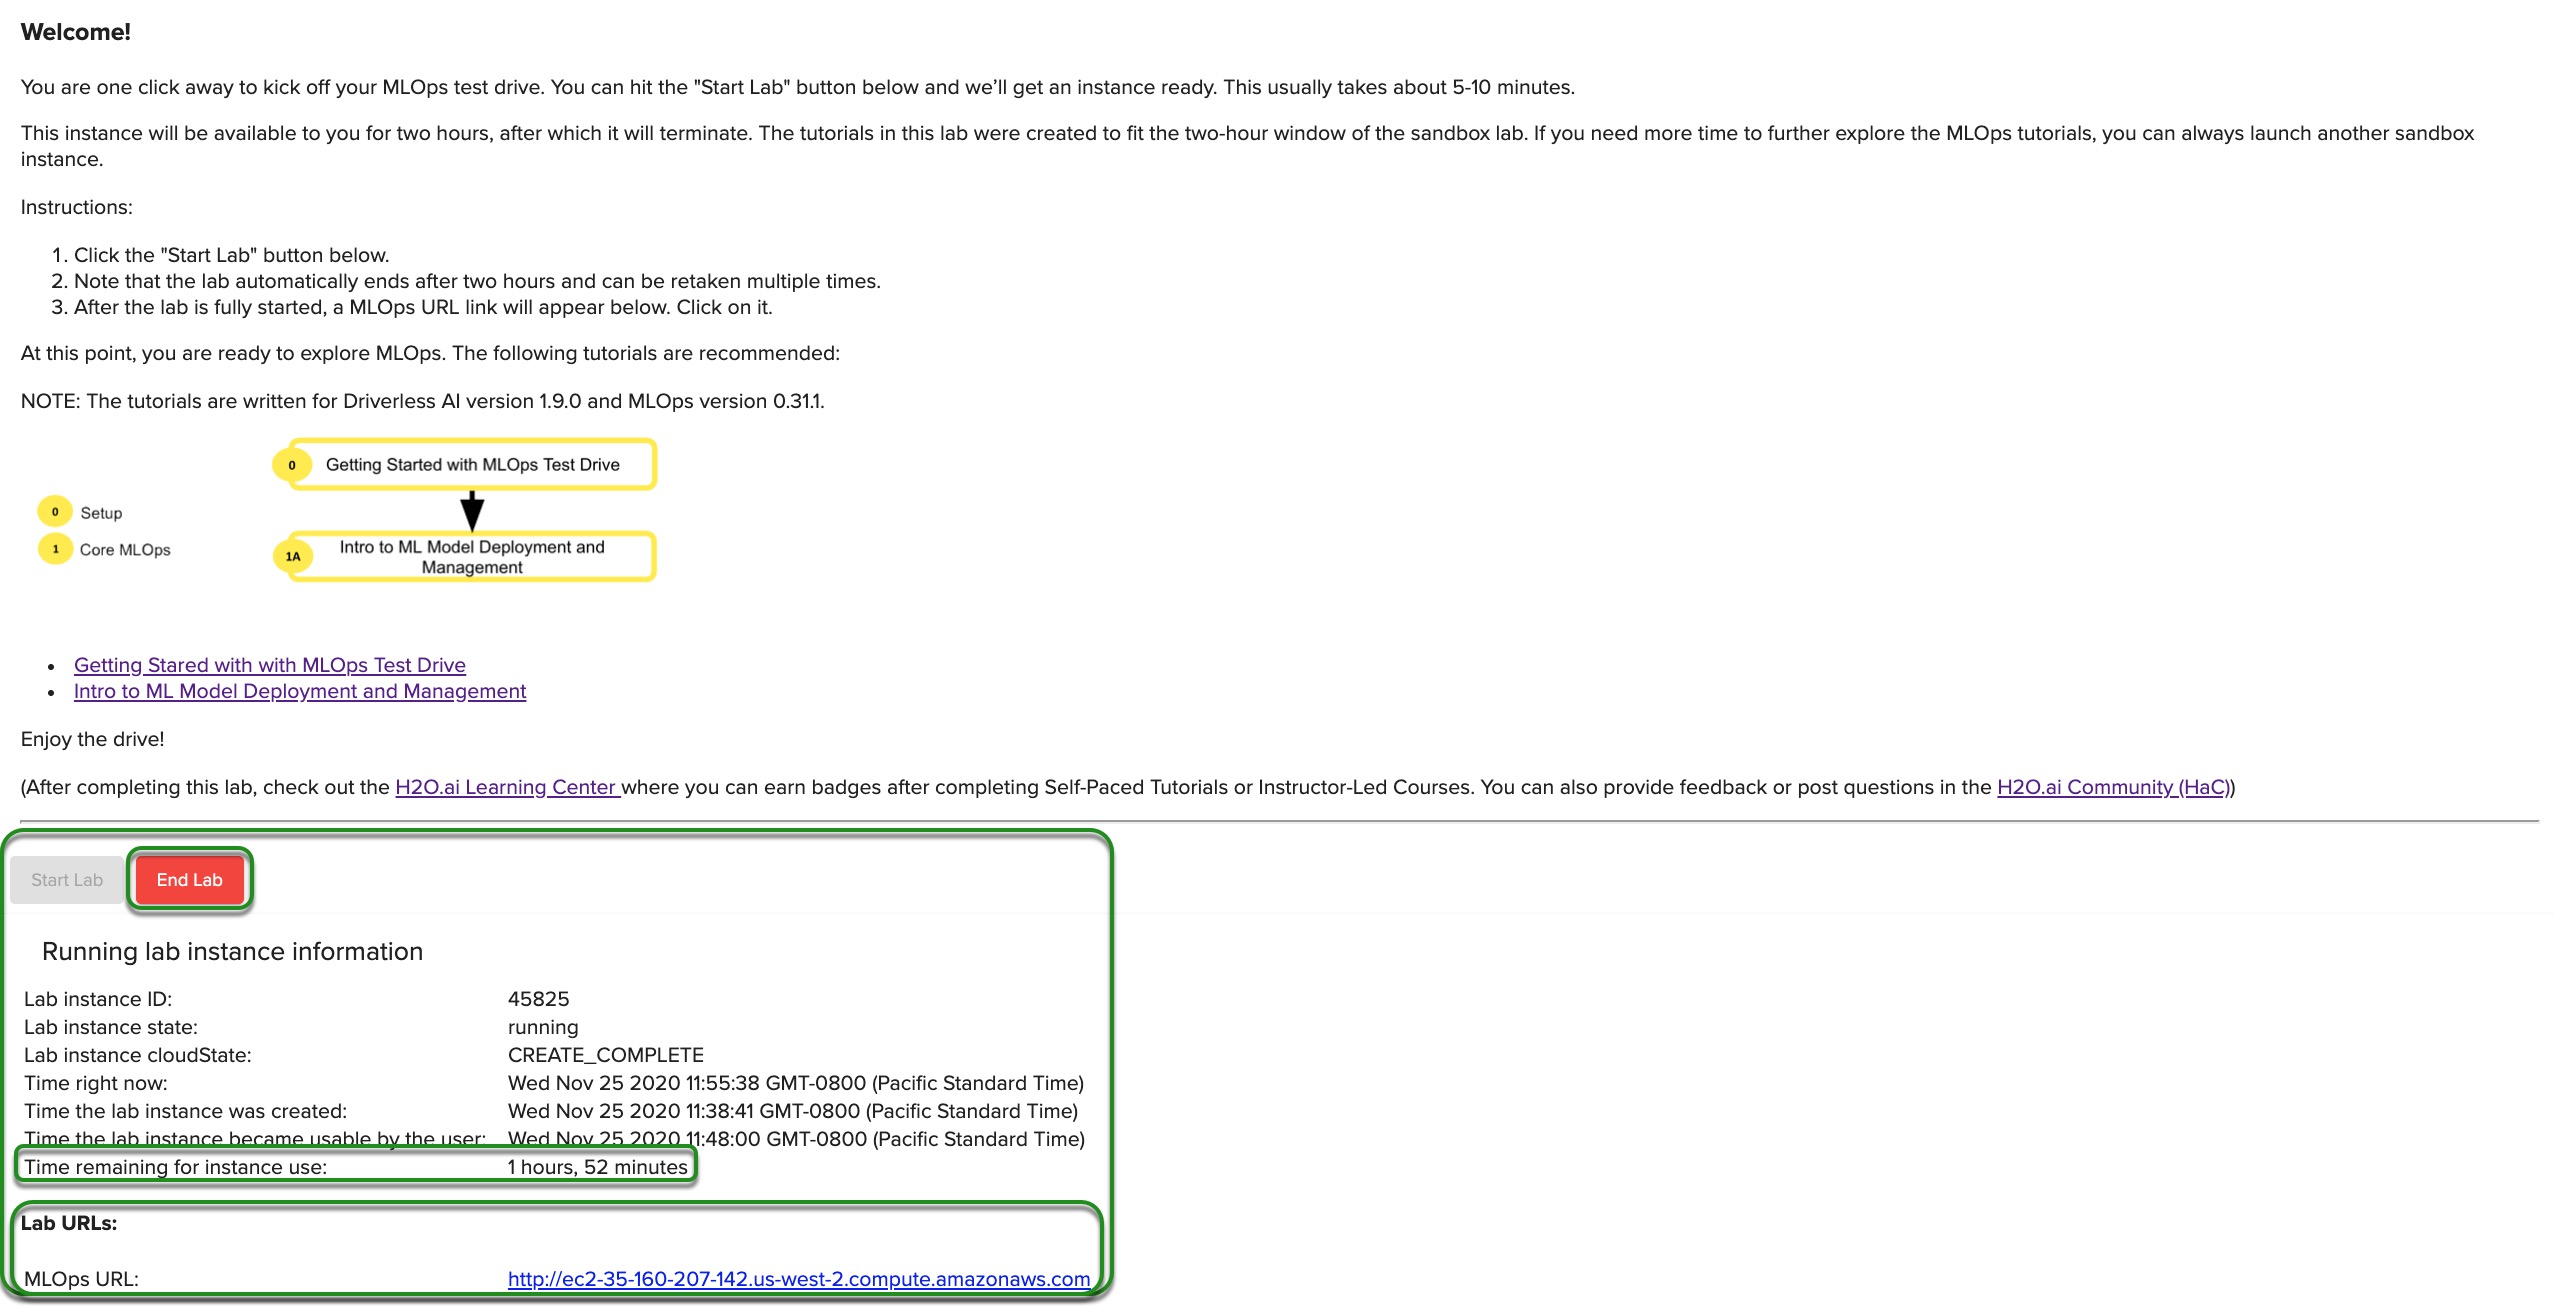 Welcome!
You are one click away to kick off your MLOps test drive. You can hit the "Start Lab" button below and we’ll get an instance ready. This usually takes about 5-10 minutes.
This instance will be available to you for two hours, after which it will terminate. The tutorials in this lab were created to fit the two-hour window of the sandbox lab. If you need more time to further explore the MLOps tutorials, you can always launch another sandbox
instance.
Instructions:
1. Click the "Start Lab" button below.
2. Note that the lab automatically ends after two hours and can be retaken multiple times.
3. After the lab is fully started, a MLOps URL link will appear below. Click on it.
At this point, you are ready to explore MLOps. The following tutorials are recommended:
NOTE: The tutorials are written for Driverless AI version 1.9.0 and MLOps version 0.31.1.
0 Getting Started with MLOps Test Drive
0 Setup
1 Core MLOps
1A Intro to ML Model Deployment and
Management
• Getting Stared with with MLOps Test Drive
• Intro to ML Model Deployment and Management
Enjoy the drive!
(After completing this lab, check out the H2O.ai Learning Center where you can earn badges after completing Self-Paced Tutorials or Instructor-Led Courses. You can also provide feedback or post questions in the H2O.ai Community (HaC))
Start Lab End Lab
Running lab instance information
Lab instance ID: 45825
Lab instance state: running
Lab instance cloudState: CREATE_COMPLETE
Time right now: Wed Nov 25 2020 11:55:38 GMT-0800 (Pacific Standard Time)
Time the lab instance was created: Wed Nov 25 2020 11:38:41 GMT-0800 (Pacific Standard Time)
Time the lab instance became usable by the user: Wed Nov 25 2020 11:48:00 GMT-0800 (Pacific Standard Time)
Time remaining for instance use: 1 hours, 52 minutes
Lab URLs:
MLOps URL: http://ec2-35-160-207-142.us-west-2.compute.amazonaws.com